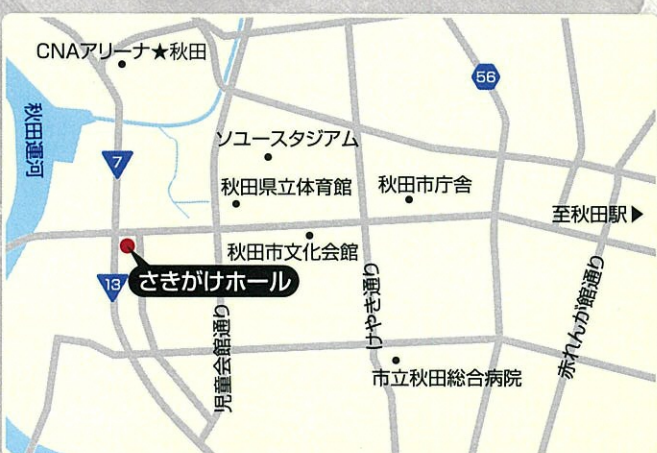 CNAアリーナ★秋田
56
秋田運河
ソユースタジアム
7
秋田県立体育館
秋田市庁舎
至秋田駅▶
秋田市文化会館
さきがけホール
13
けやき通り
赤れんが館通り
児童会館通り
市立秋田総合病院